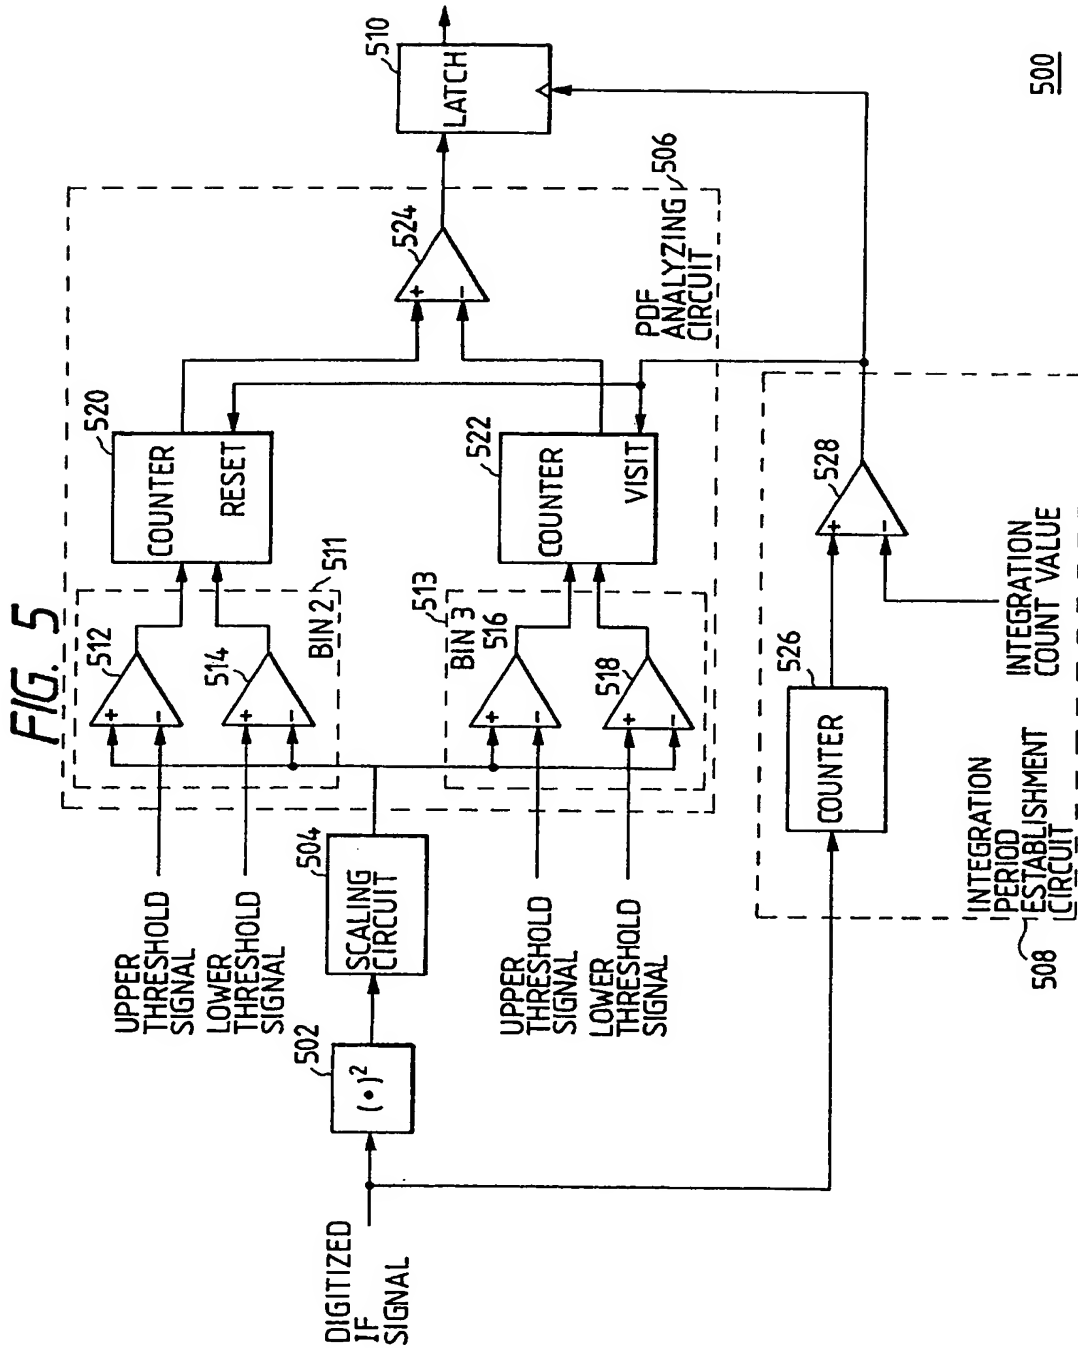 FIG. 5
DIGITIZED
IF
SIGNAL
502
(•)²
504
SCALING
CIRCUIT
UPPER
THRESHOLD
SIGNAL
LOWER
THRESHOLD
SIGNAL
UPPER
THRESHOLD
SIGNAL
LOWER
THRESHOLD
SIGNAL
512
+
-
514
+
-
BIN 2
511
BIN 3
513
516
+
-
518
+
-
520
COUNTER
RESET
522
COUNTER
VISIT
524
+
-
PDF
ANALYZING
CIRCUIT
506
510
LATCH
526
COUNTER
528
+
-
INTEGRATION
COUNT VALUE
INTEGRATION
PERIOD
ESTABLISHMENT
CIRCUIT
508
500